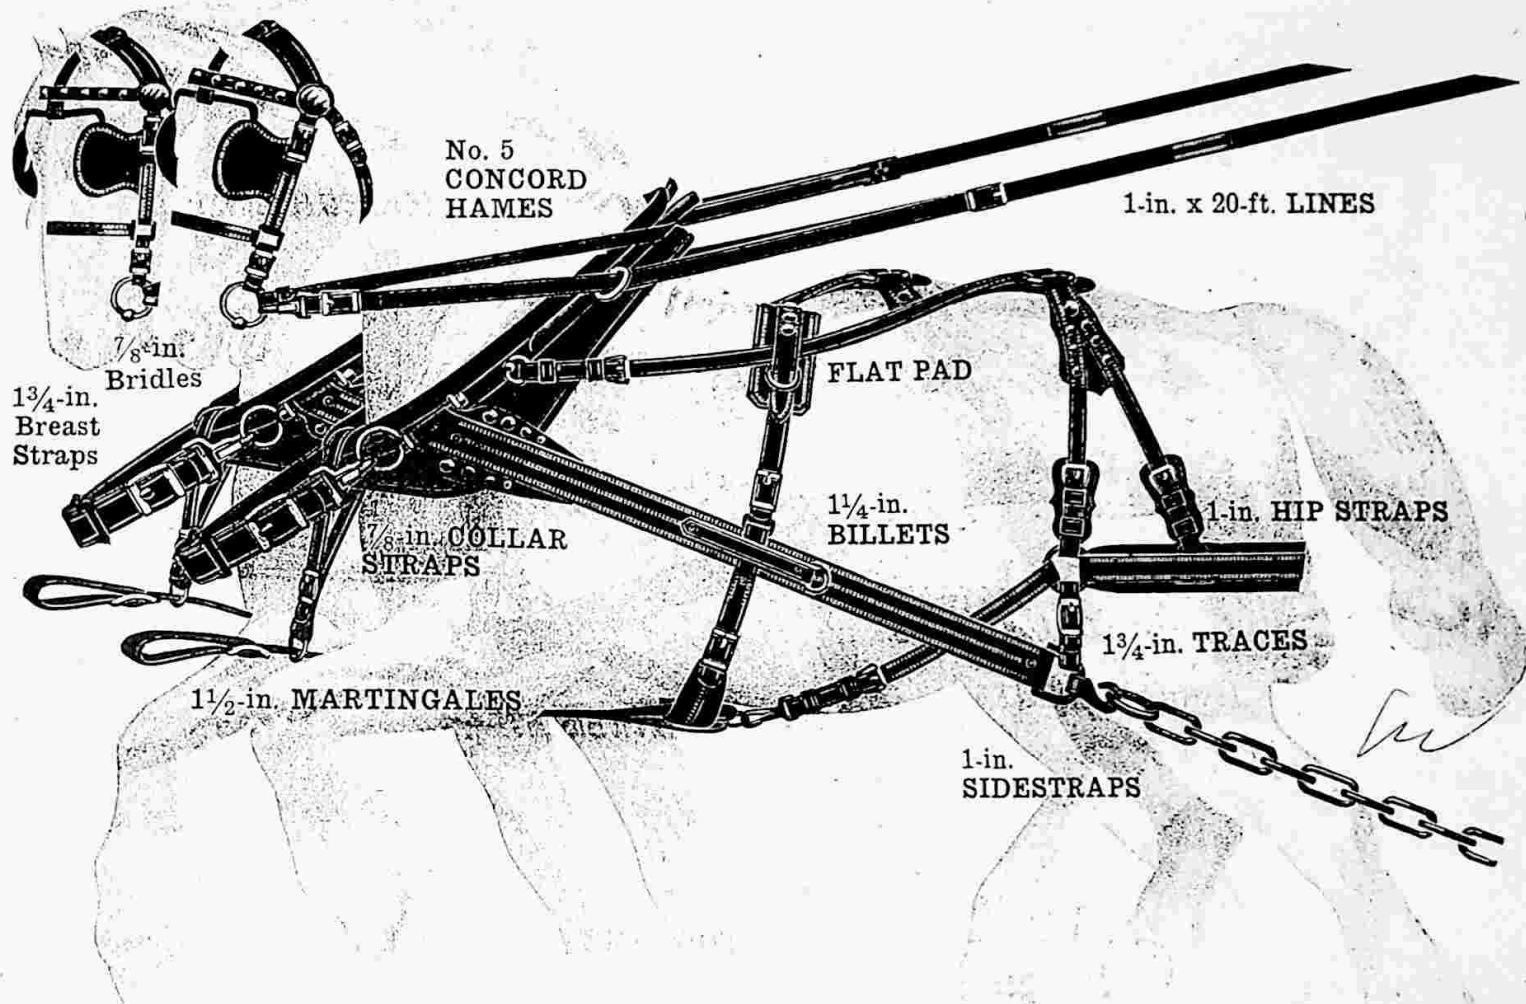 No. 5
CONCORD
HAMES
1-in. x 20-ft. LINES
7/8-in.
Bridles
FLAT PAD
1¾-in.
Breast
Straps
7/8-in. COLLAR
STRAPS
1¼-in.
BILLETS
1-in. HIP STRAPS
1¾-in. TRACES
1½-in. MARTINGALES
1-in.
SIDESTRAPS